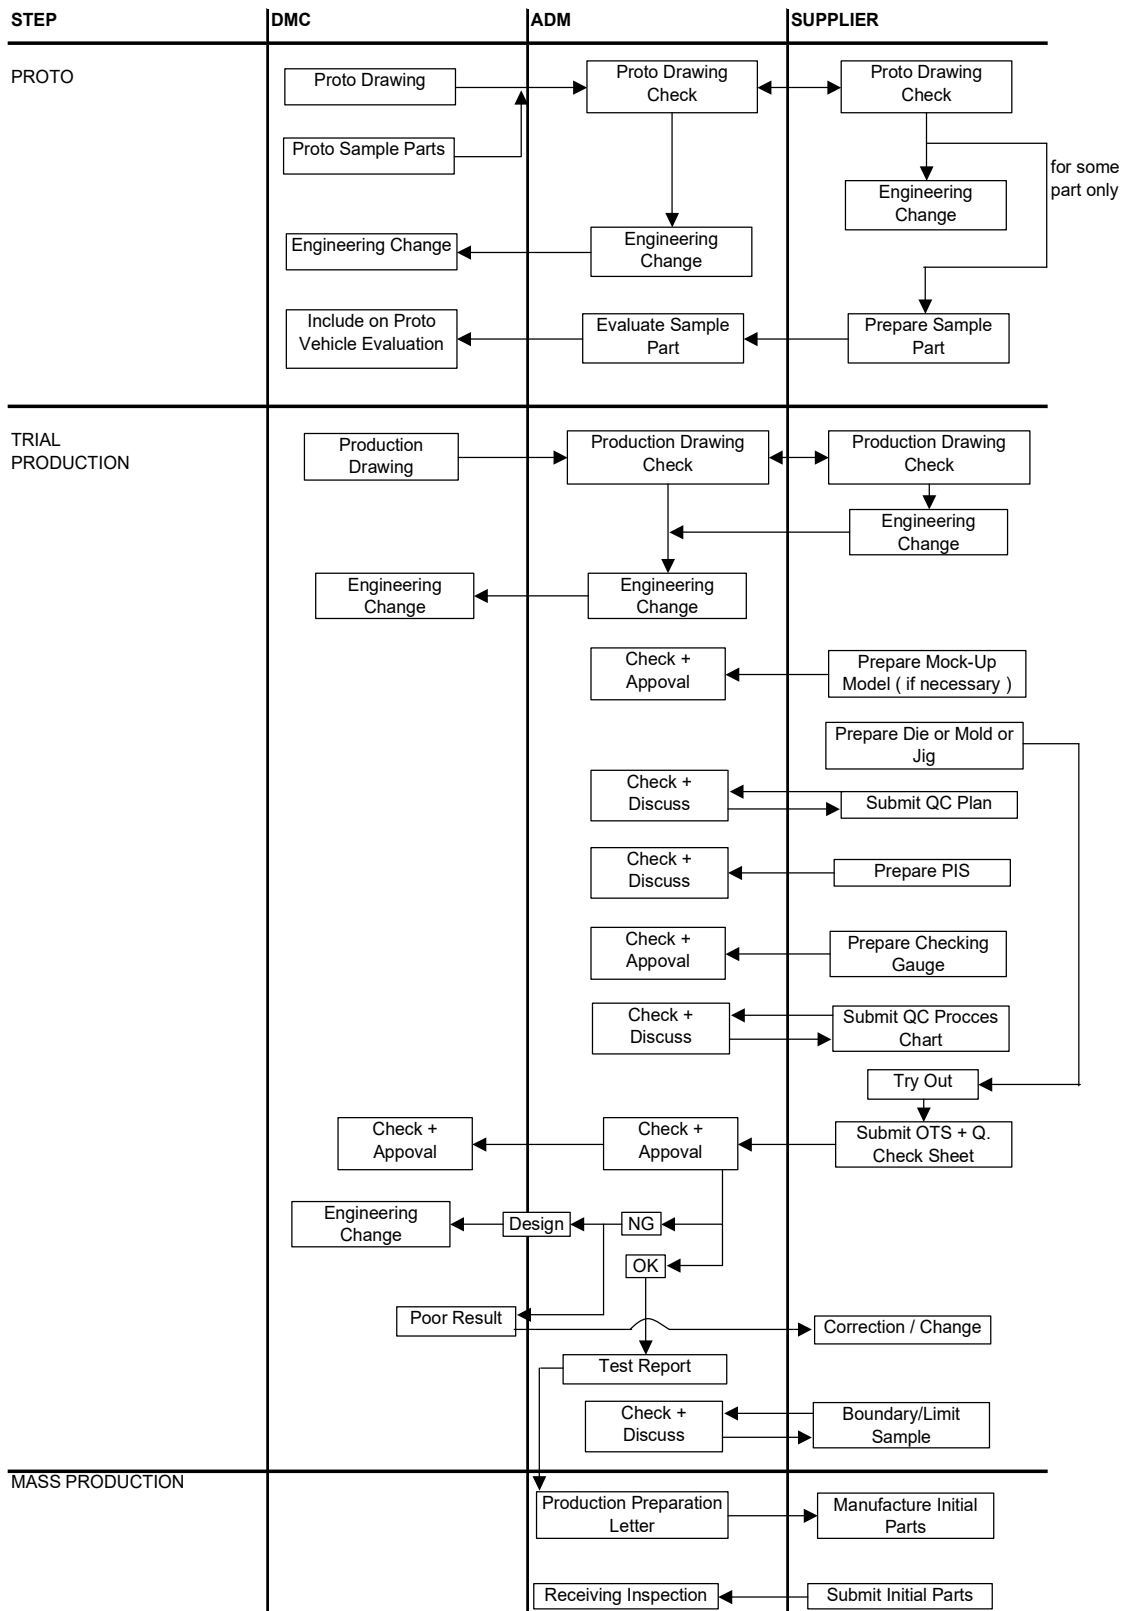 STEP
DMC
ADM
SUPPLIER
PROTO
Proto Drawing
Proto Drawing
Check
Proto Drawing
Check
Proto Sample Parts
for some
part only
Engineering
Change
Engineering Change
Engineering
Change
Include on Proto
Vehicle Evaluation
Evaluate Sample
Part
Prepare Sample
Part
TRIAL
PRODUCTION
Production
Drawing
Production Drawing
Check
Production Drawing
Check
Engineering
Change
Engineering
Change
Engineering
Change
Check +
Appoval
Prepare Mock-Up
Model ( if necessary )
Prepare Die or Mold or
Jig
Check +
Discuss
Submit QC Plan
Check +
Discuss
Prepare PIS
Check +
Appoval
Prepare Checking
Gauge
Check +
Discuss
Submit QC Procces
Chart
Try Out
Check +
Appoval
Check +
Appoval
Submit OTS + Q.
Check Sheet
Engineering
Change
Design
NG
OK
Poor Result
Correction / Change
Test Report
Check +
Discuss
Boundary/Limit
Sample
MASS PRODUCTION
Production Preparation
Letter
Manufacture Initial
Parts
Receiving Inspection
Submit Initial Parts